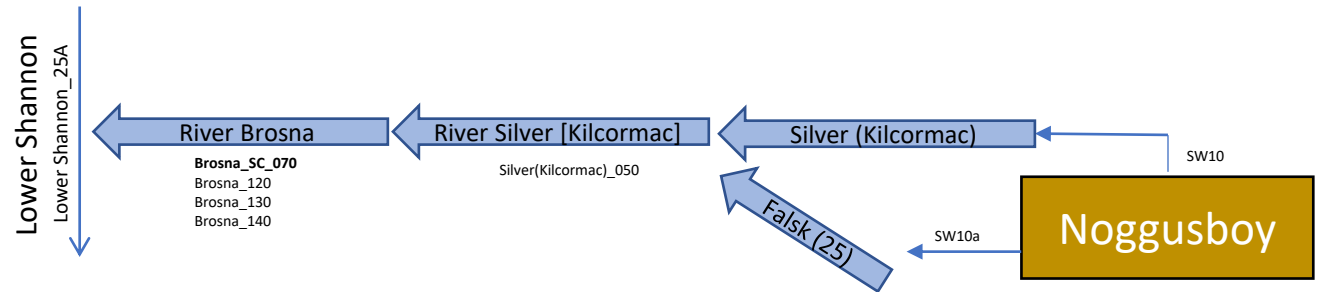 Lower Shannon
Lower Shannon_25A
River Brosna
Brosna_SC_070
Brosna_120
Brosna_130
Brosna_140
River Silver [Kilcormac]
Silver(Kilcormac)_050
Silver (Kilcormac)
Falsk (25)
SW10
SW10a
Noggusboy